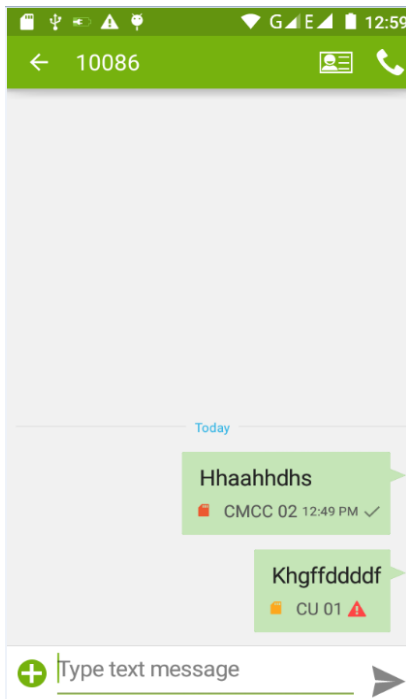 G E 12:59
10086
Today
Hhaahhdhs
CMCC 02 12:49 PM
Khgffddddf
CU 01
Type text message